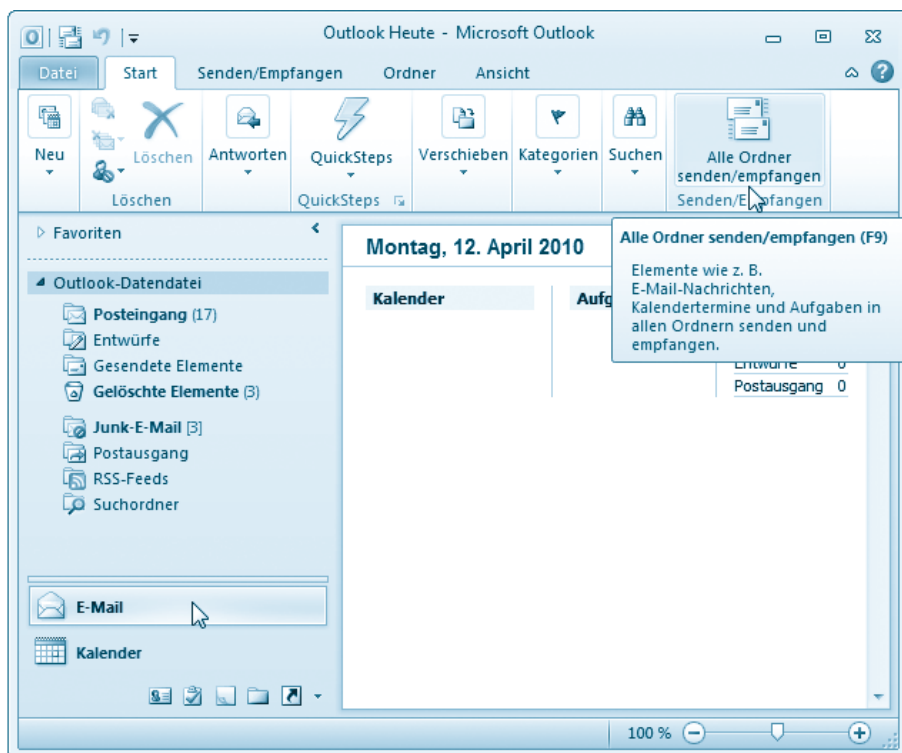 Outlook Heute - Microsoft Outlook
Datei Start Senden/Empfangen Ordner Ansicht
Neu
Löschen
Antworten
QuickSteps
Verschieben
Kategorien
Suchen
Alle Ordner
senden/empfangen
Löschen
QuickSteps
Senden/Empfangen
Favoriten
Outlook-Datendatei
Posteingang (17)
Entwürfe
Gesendete Elemente
Gelöschte Elemente (3)
Junk-E-Mail [3]
Postausgang
RSS-Feeds
Suchordner
E-Mail
Kalender
Montag, 12. April 2010
Kalender
Aufg
Alle Ordner senden/empfangen (F9)
Elemente wie z. B.
E-Mail-Nachrichten,
Kalendertermine und Aufgaben in
allen Ordnern senden und
empfangen.
Entwürfe 0
Postausgang 0
100 %